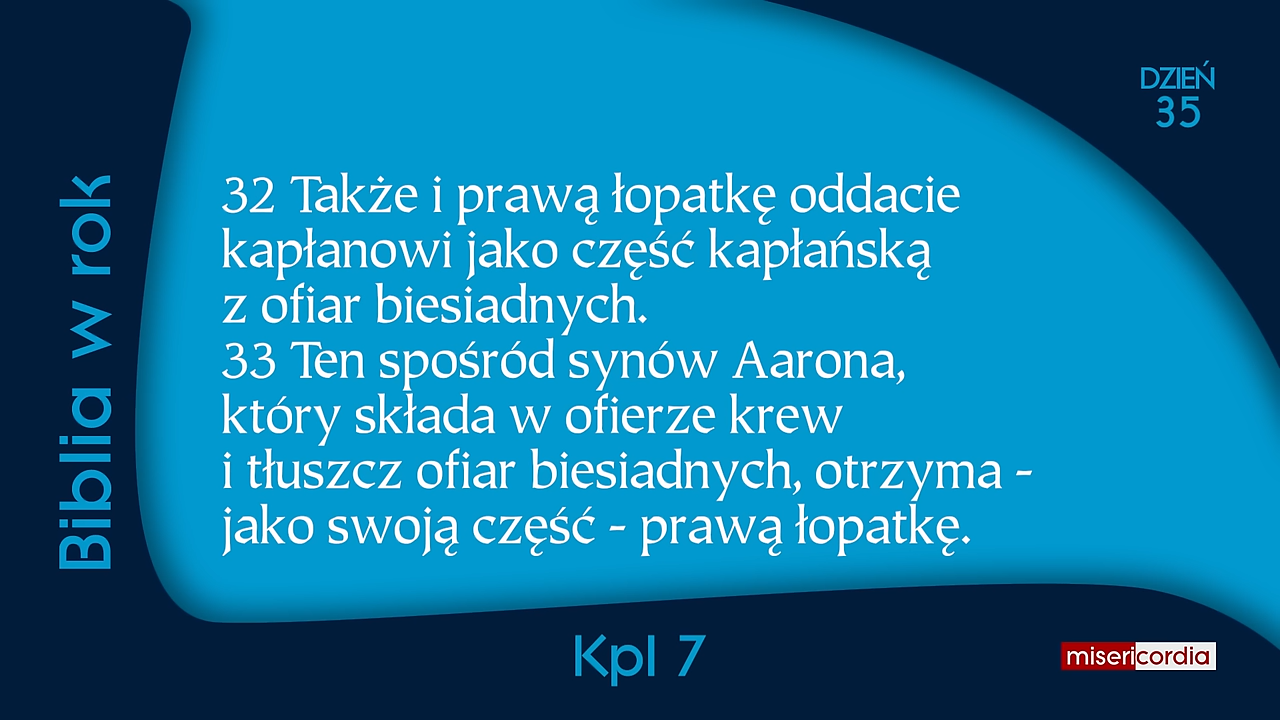 DZIEŃ
35
Biblia w rok
32 Także i prawą łopatkę oddacie
kapłanowi jako część kapłańską
z ofiar biesiadnych.
33 Ten spośród synów Aarona,
który składa w ofierze krew
i tłuszcz ofiar biesiadnych, otrzyma -
jako swoją część - prawą łopatkę.
Kpl 7
misericordia